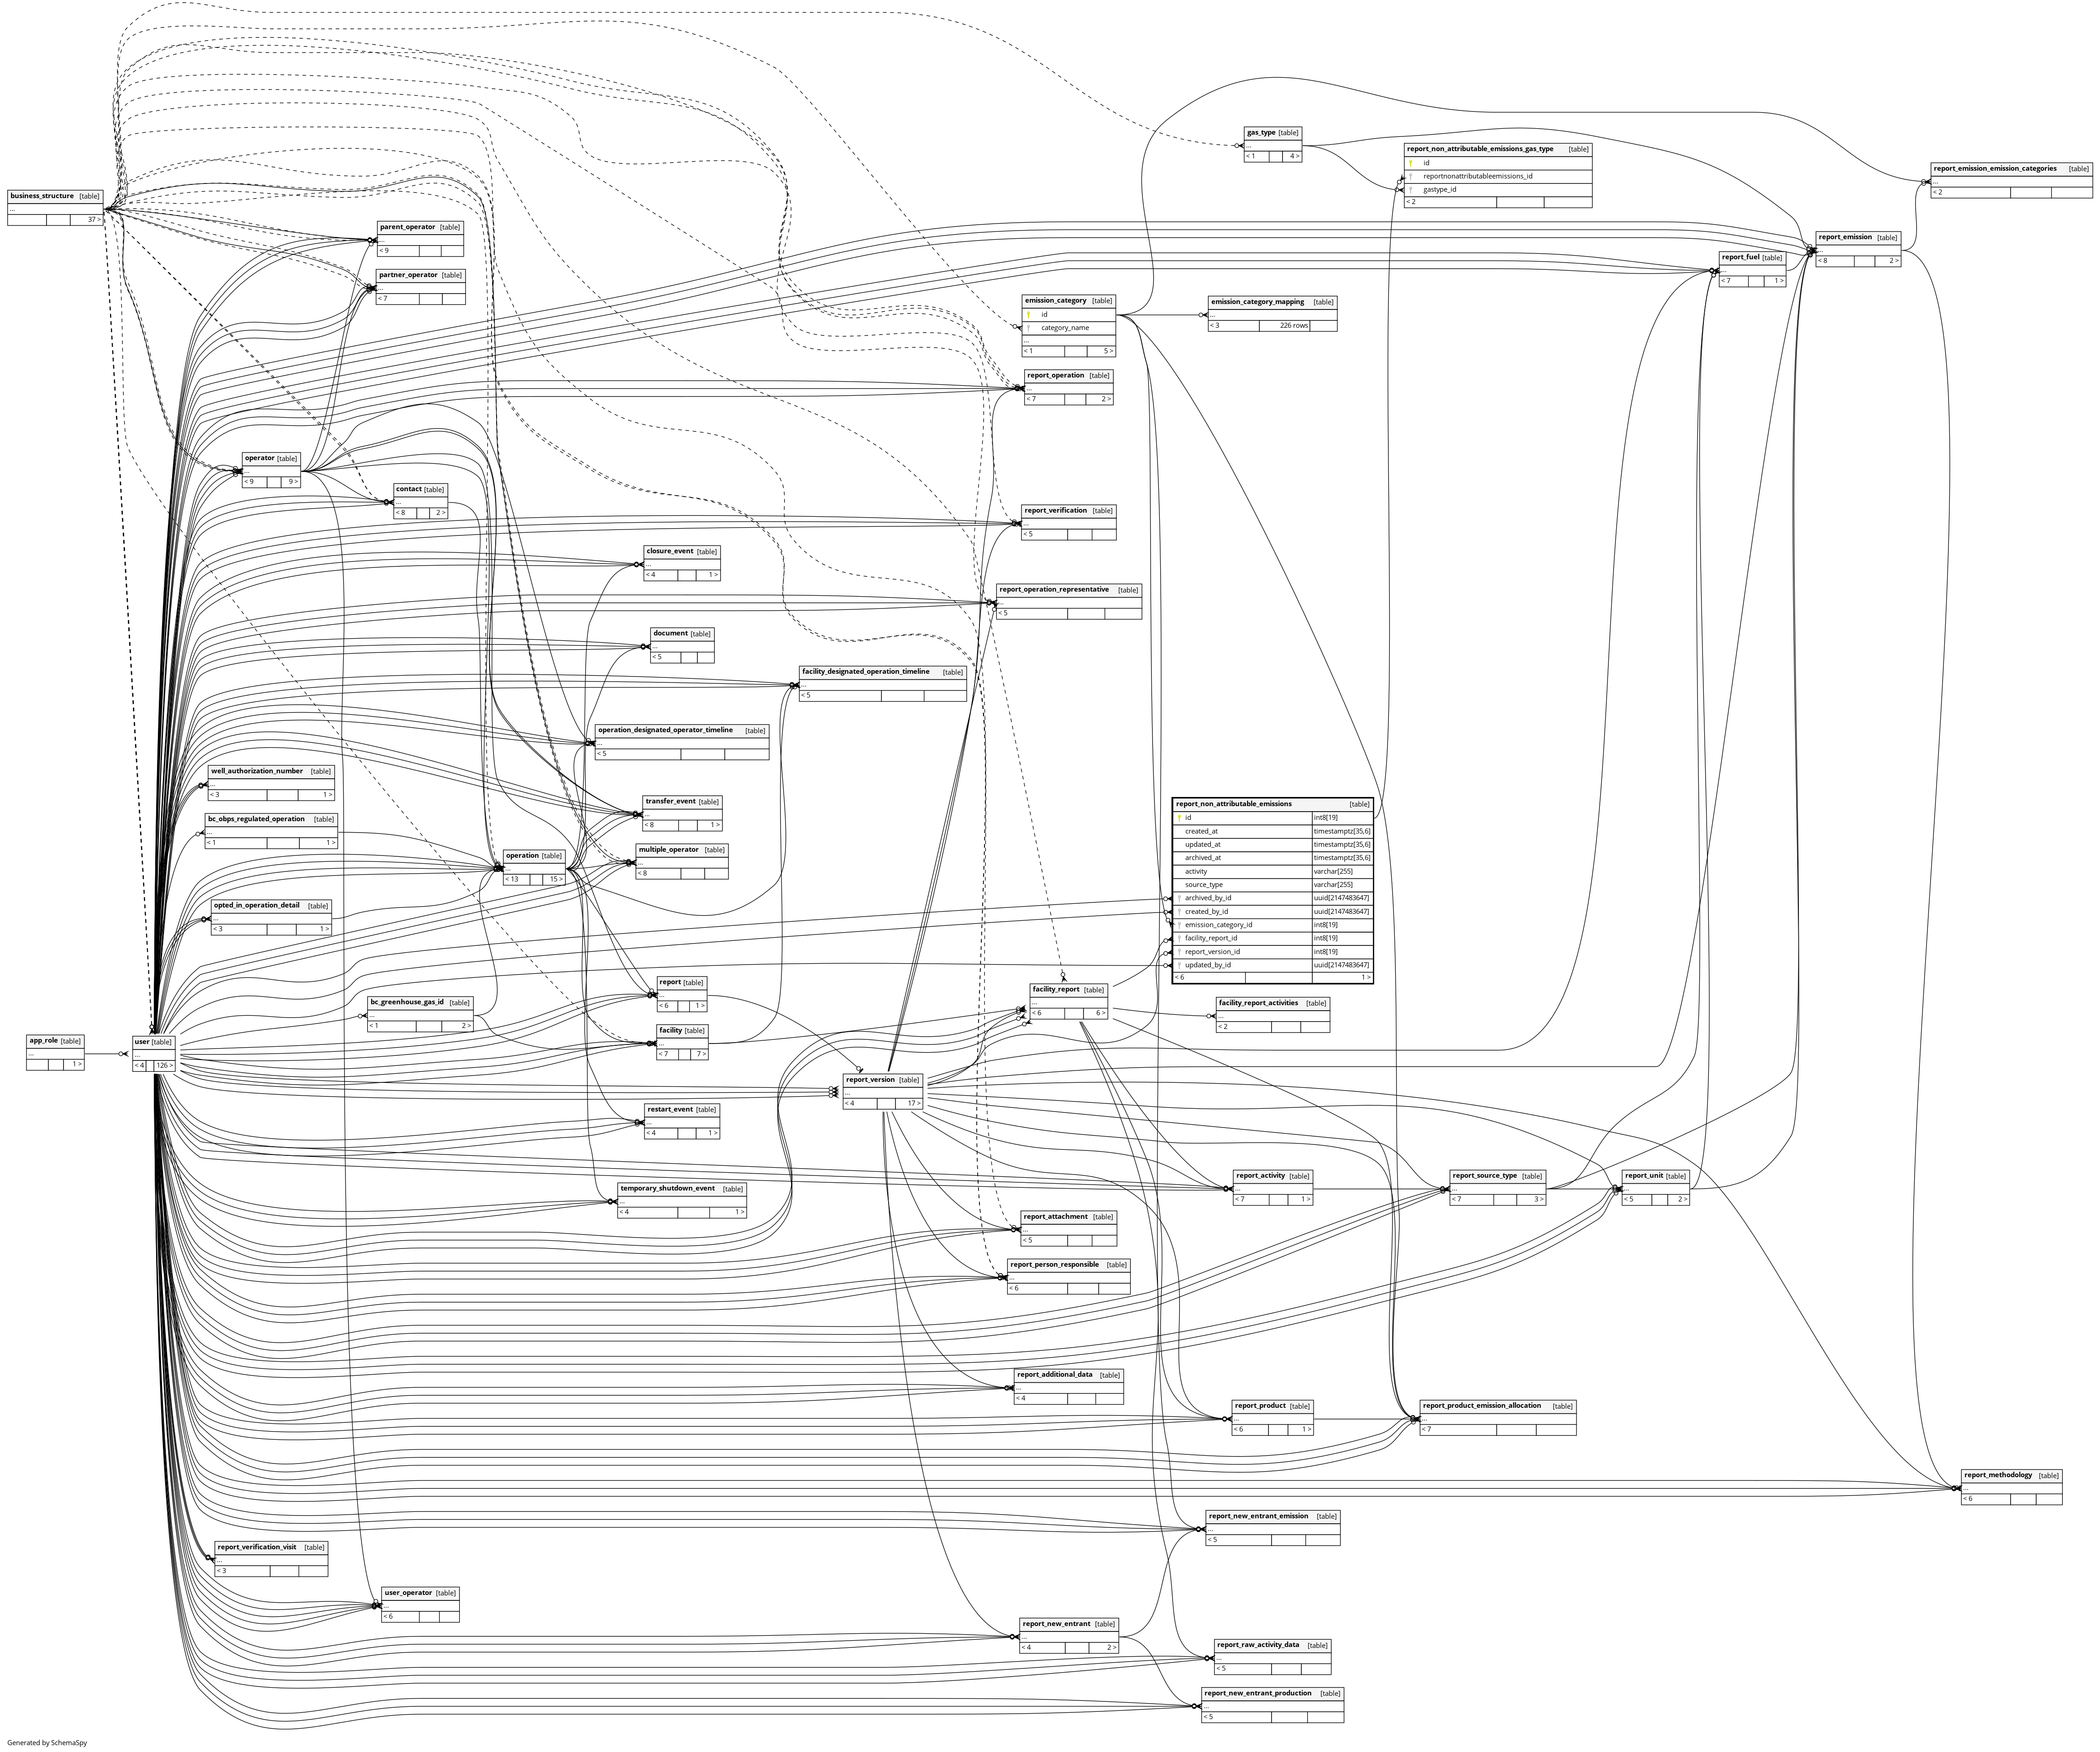 gas_type [table]
...
< 1 4 >
report_non_attributable_emissions_gas_type [table]
id
reportnonattributableemissions_id
gastype_id
< 2
report_emission_emission_categories [table]
...
< 2
business_structure [table]
...
37 >
parent_operator [table]
...
< 9
report_emission [table]
...
< 8 2 >
report_fuel [table]
...
< 7 1 >
partner_operator [table]
...
< 7
emission_category [table]
id
category_name
...
< 1 5 >
emission_category_mapping [table]
...
< 3 226 rows
report_operation [table]
...
< 7 2 >
operator [table]
...
< 9 9 >
contact [table]
...
< 8 2 >
report_verification [table]
...
< 5
closure_event [table]
...
< 4 1 >
report_operation_representative [table]
...
< 5
document [table]
...
< 5
facility_designated_operation_timeline [table]
...
< 5
operation_designated_operator_timeline [table]
...
< 5
well_authorization_number [table]
...
< 3 1 >
transfer_event [table]
...
< 8 1 >
report_non_attributable_emissions [table]
id int8[19]
created_at timestamptz[35,6]
updated_at timestamptz[35,6]
archived_at timestamptz[35,6]
activity varchar[255]
source_type varchar[255]
archived_by_id uuid[2147483647]
created_by_id uuid[2147483647]
emission_category_id int8[19]
facility_report_id int8[19]
report_version_id int8[19]
updated_by_id uuid[2147483647]
< 6 1 >
bc_obps_regulated_operation [table]
...
< 1 1 >
multiple_operator [table]
...
< 8
operation [table]
...
< 13 15 >
opted_in_operation_detail [table]
...
< 3 1 >
report [table]
...
< 6 1 >
facility_report [table]
...
< 6 6 >
bc_greenhouse_gas_id [table]
...
< 1 2 >
facility_report_activities [table]
...
< 2
facility [table]
...
< 7 7 >
app_role [table]
...
1 >
user [table]
...
< 4 126 >
report_version [table]
...
< 4 17 >
restart_event [table]
...
< 4 1 >
report_activity [table]
...
< 7 1 >
report_source_type [table]
...
< 7 3 >
report_unit [table]
...
< 5 2 >
temporary_shutdown_event [table]
...
< 4 1 >
report_attachment [table]
...
< 5
report_person_responsible [table]
...
< 6
report_additional_data [table]
...
< 4
report_product [table]
...
< 6 1 >
report_product_emission_allocation [table]
...
< 7
report_methodology [table]
...
< 6
report_new_entrant_emission [table]
...
< 5
report_verification_visit [table]
...
< 3
user_operator [table]
...
< 6
report_new_entrant [table]
...
< 4 2 >
report_raw_activity_data [table]
...
< 5
report_new_entrant_production [table]
...
< 5
Generated by SchemaSpy